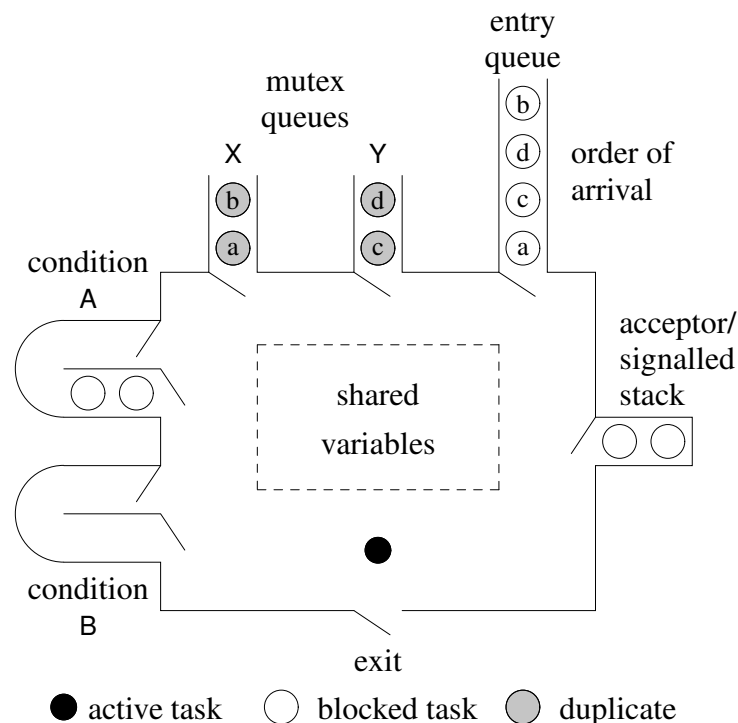 entry
queue
mutex
queues
X
Y
b
d
order of
arrival
b
d
c
a
c
a
condition
A
acceptor/
signalled
stack
shared
variables
condition
B
exit
active task
blocked task
duplicate